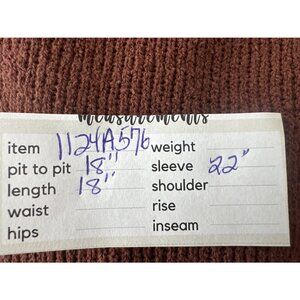 measurements
item 1124A576 weight
pit to pit 18" sleeve 22"
length 18" shoulder
waist rise
hips inseam